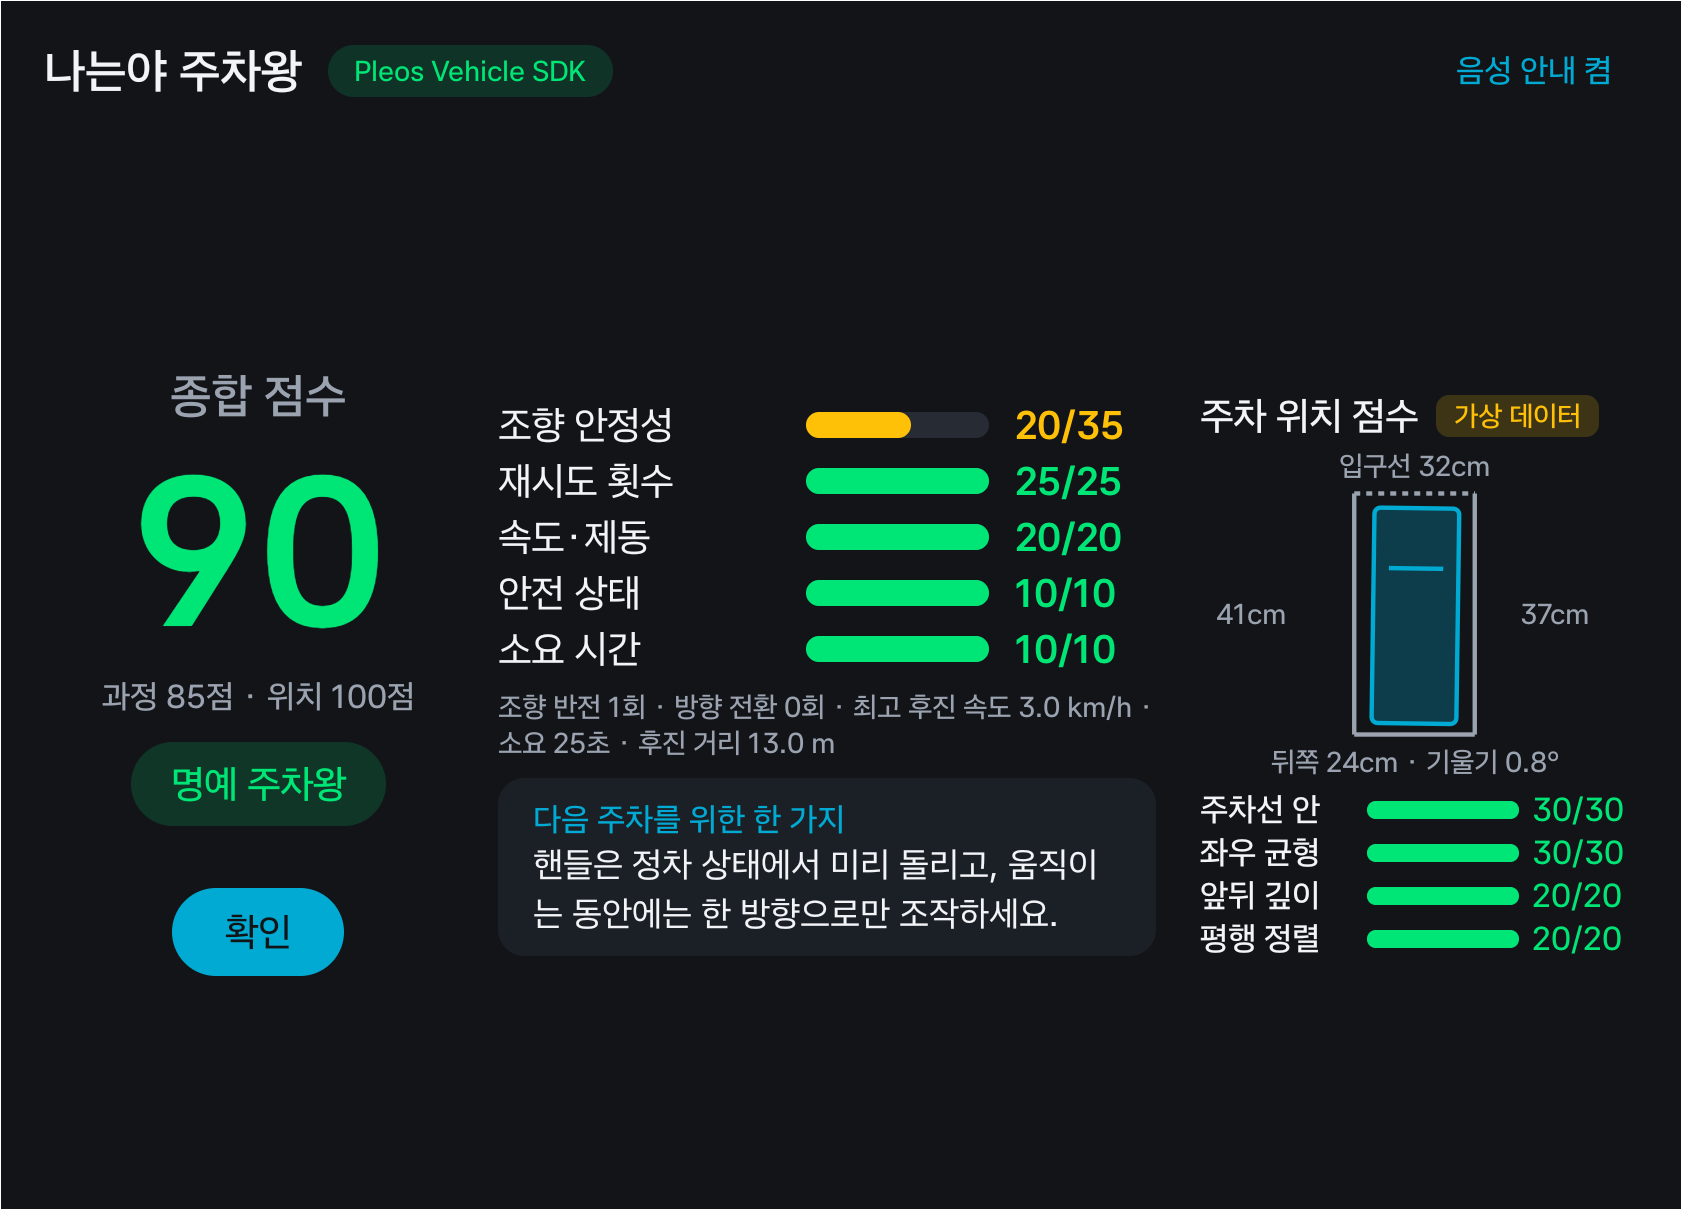 나는야 주차왕
Pleos Vehicle SDK
음성 안내 켬
종합 점수
90
과정 85점 · 위치 100점
명예 주차왕
확인
조향 안정성 20/35
재시도 횟수 25/25
속도·제동 20/20
안전 상태 10/10
소요 시간 10/10
조향 반전 1회 · 방향 전환 0회 · 최고 후진 속도 3.0 km/h ·
소요 25초 · 후진 거리 13.0 m
다음 주차를 위한 한 가지
핸들은 정차 상태에서 미리 돌리고, 움직이
는 동안에는 한 방향으로만 조작하세요.
주차 위치 점수
가상 데이터
입구선 32cm
41cm
37cm
뒤쪽 24cm · 기울기 0.8°
주차선 안 30/30
좌우 균형 30/30
앞뒤 깊이 20/20
평행 정렬 20/20